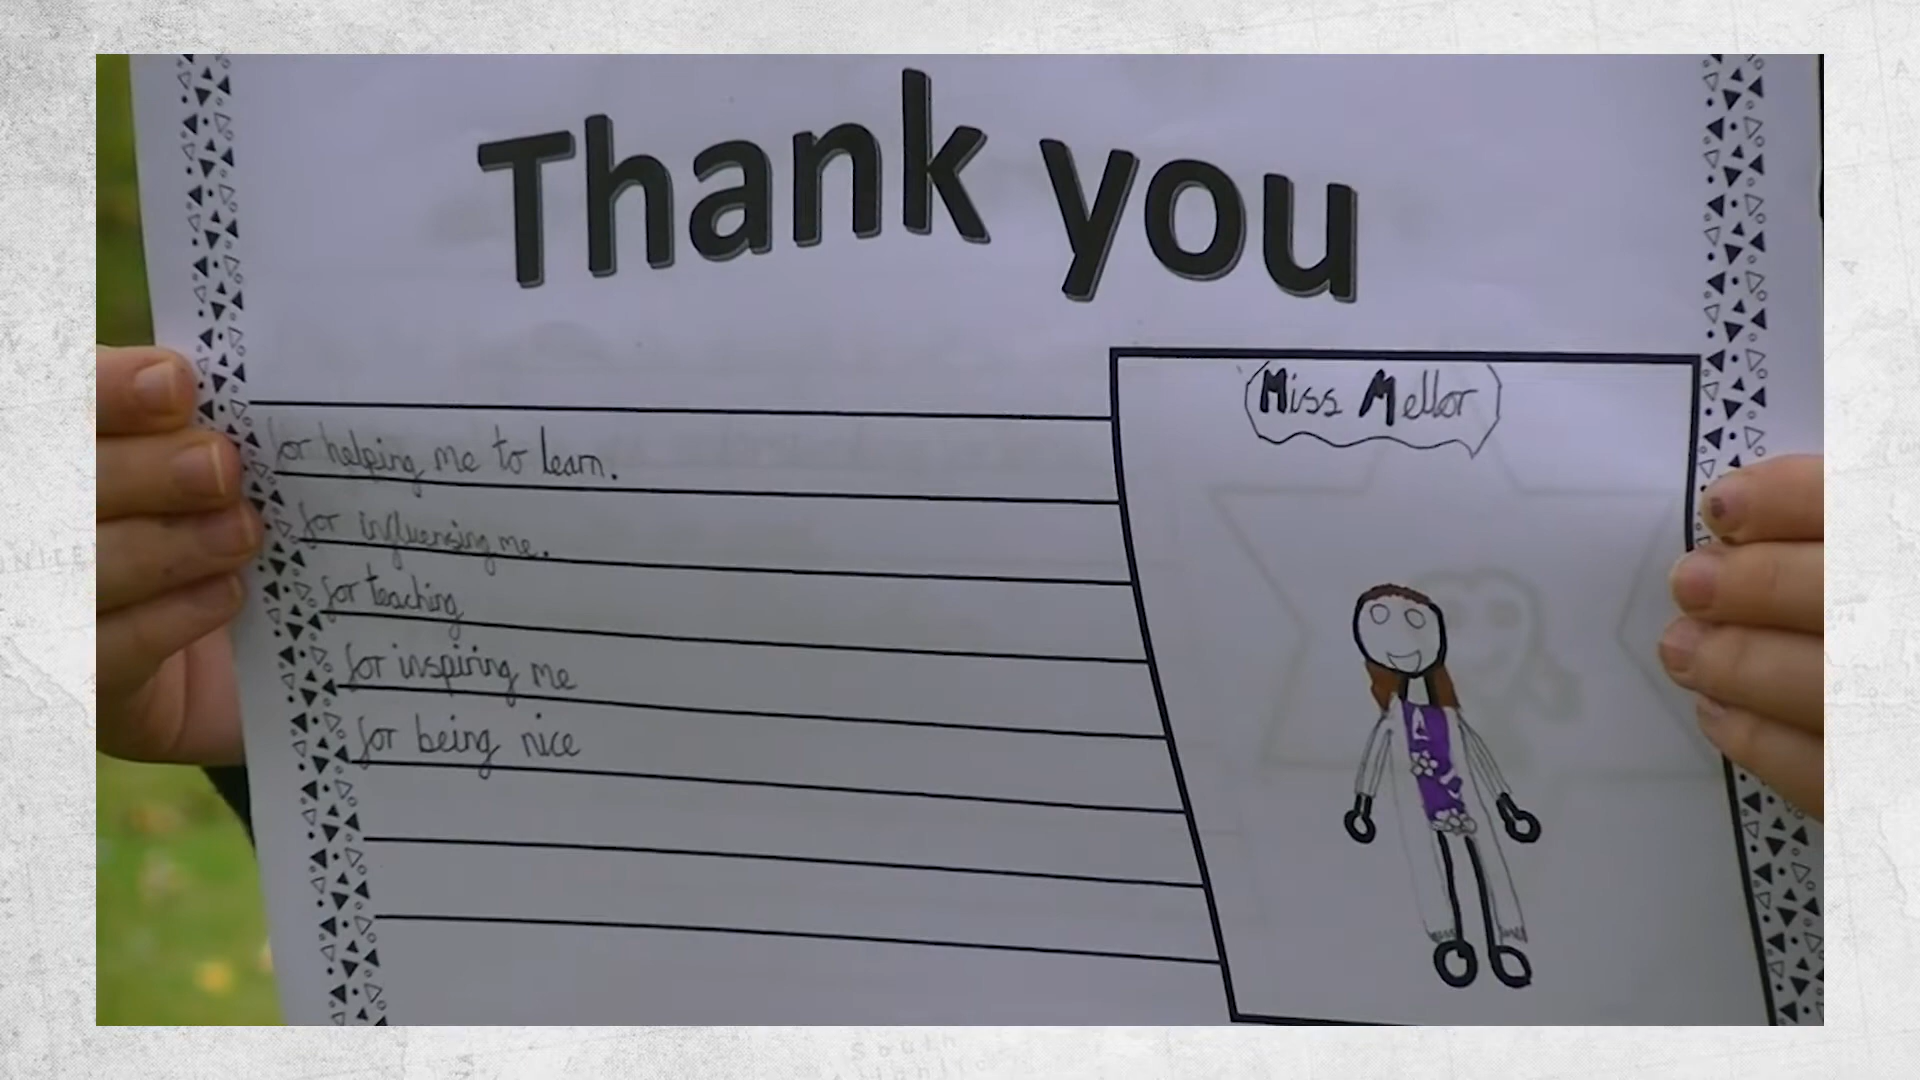 Thank you
Miss Mellor
for helping me to learn.
for influensing me.
for teaching
for inspiring me
for being nice